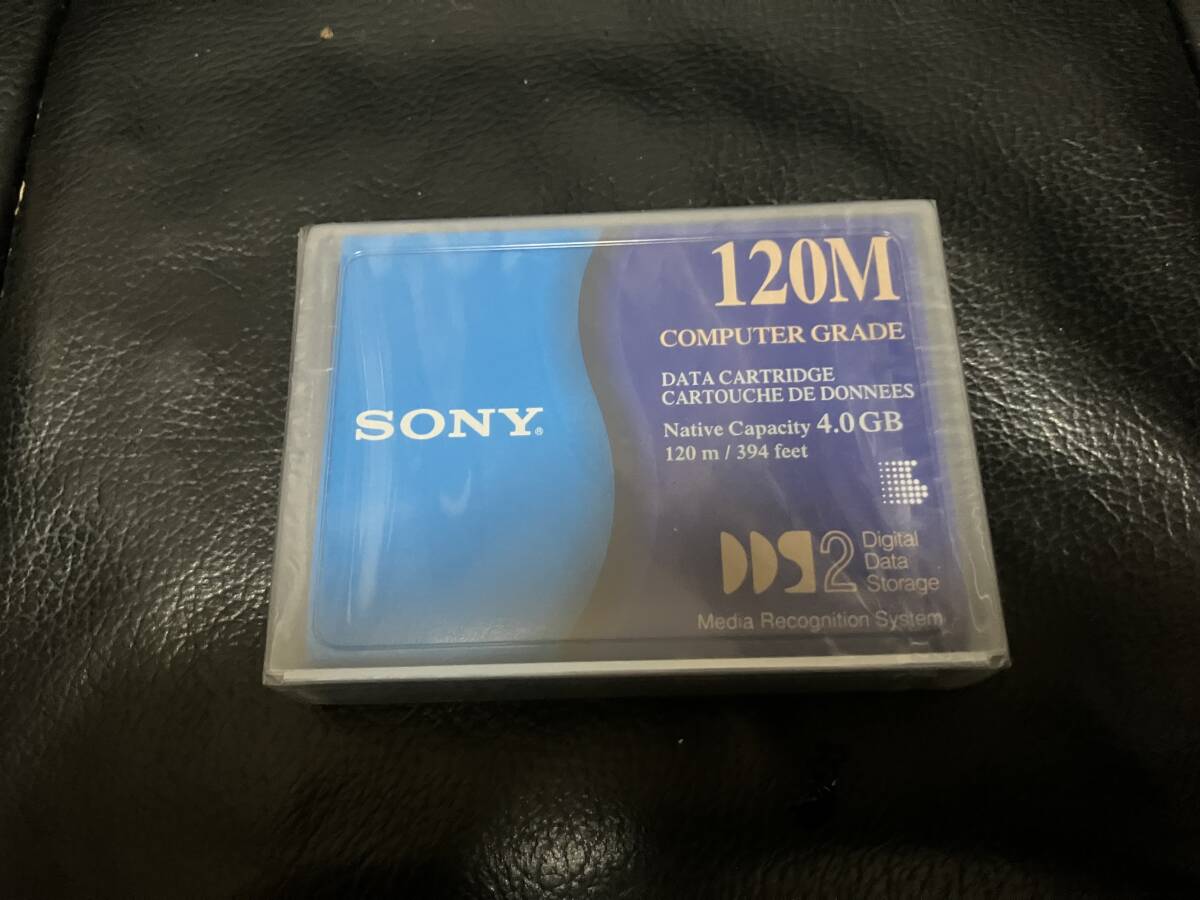 SONY®
120M
COMPUTER GRADE
DATA CARTRIDGE
CARTOUCHE DE DONNEES
Native Capacity 4.0GB
120 m / 394 feet
DDS2
Digital
Data
Storage
Media Recognition System